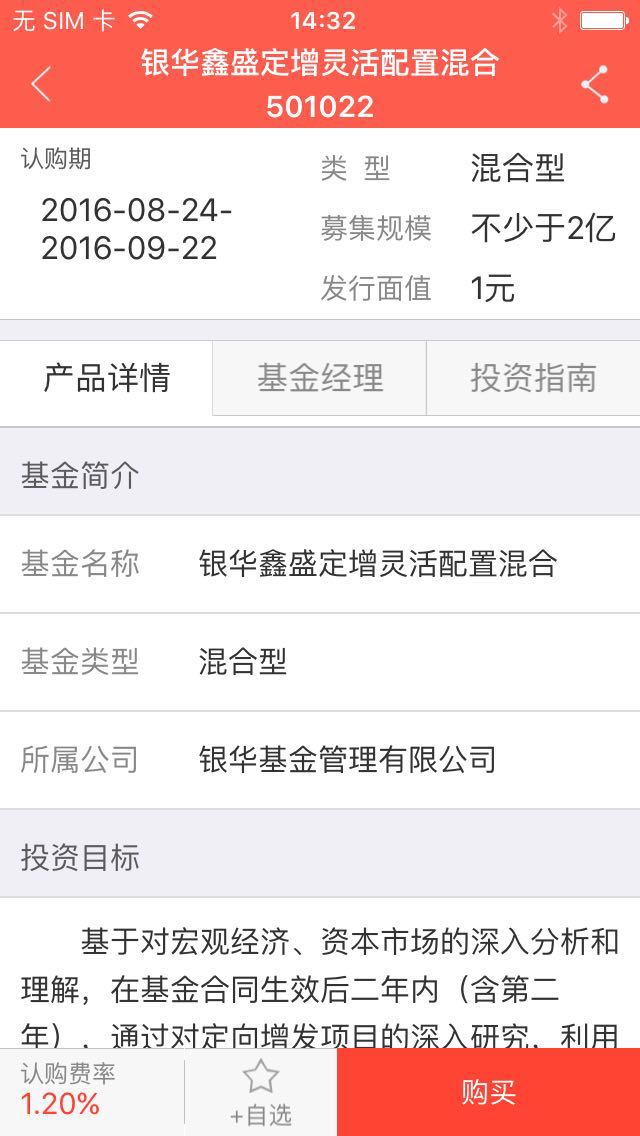 无 SIM 卡
14:32
银华鑫盛定增灵活配置混合
501022
认购期
2016-08-24-
2016-09-22
类 型
混合型
募集规模
不少于2亿
发行面值
1元
产品详情
基金经理
投资指南
基金简介
基金名称
银华鑫盛定增灵活配置混合
基金类型
混合型
所属公司
银华基金管理有限公司
投资目标
基于对宏观经济、资本市场的深入分析和
理解，在基金合同生效后二年内（含第二
年），通过对定向增发项目的深入研究，利用
认购费率
1.20%
+自选
购买